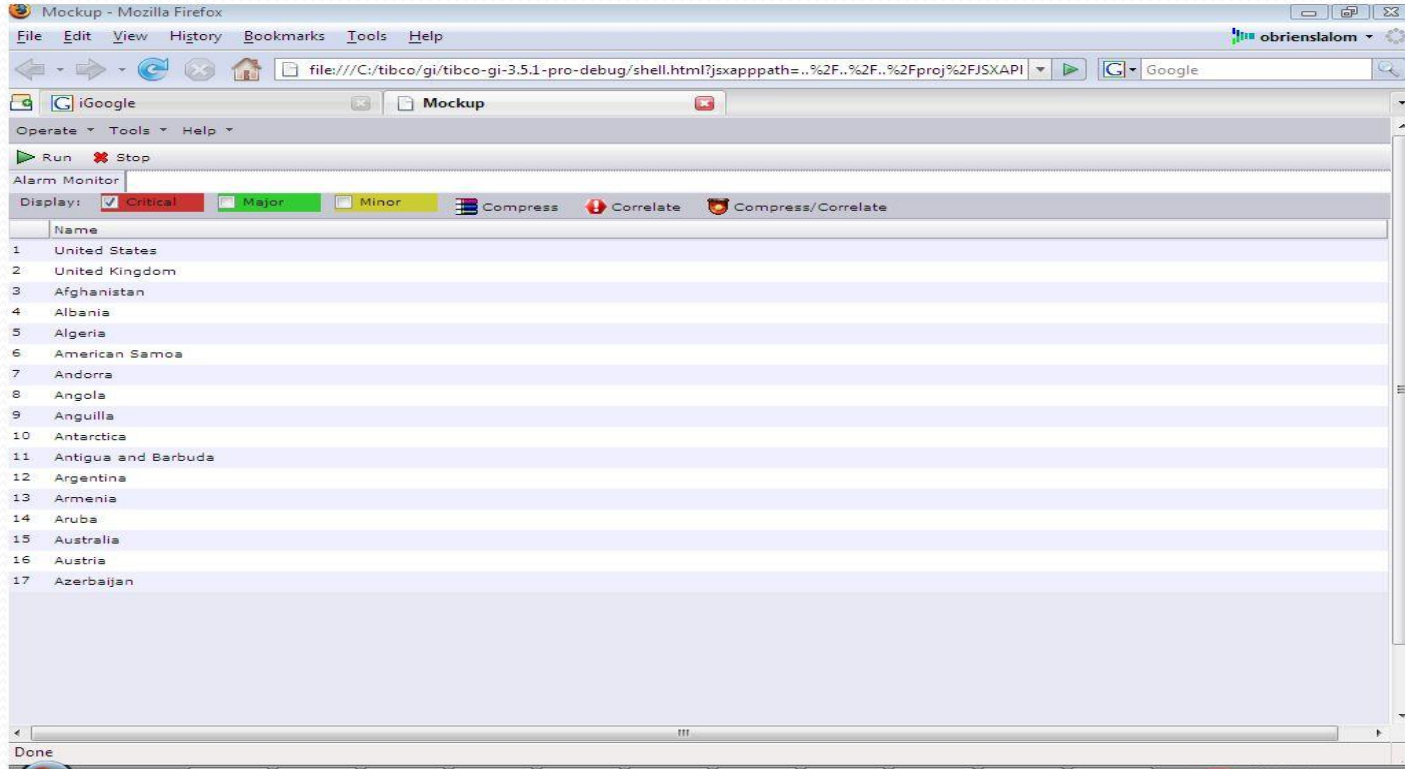 Mockup - Mozilla Firefox
File Edit View History Bookmarks Tools Help
obrienslalom
file:///C:/tibco/gi/tibco-gi-3.5.1-pro-debug/shell.html?jsxapppath=..%2F..%2F..%2Fproj%2FJSXAPI
G Google
G iGoogle
Mockup
Operate Tools Help
Run Stop
Alarm Monitor
Display: Critical Major Minor Compress Correlate Compress/Correlate
Name
1 United States
2 United Kingdom
3 Afghanistan
4 Albania
5 Algeria
6 American Samoa
7 Andorra
8 Angola
9 Anguilla
10 Antarctica
11 Antigua and Barbuda
12 Argentina
13 Armenia
14 Aruba
15 Australia
16 Austria
17 Azerbaijan
Done